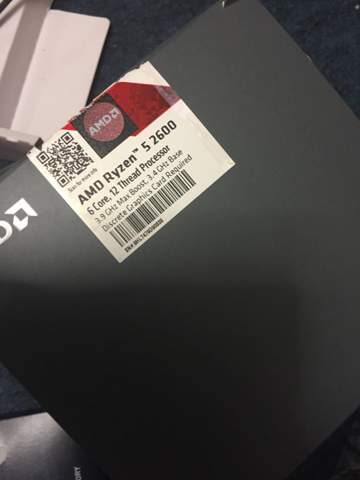 AMD
Scan for more info
AMD Ryzen™ 5 2600
6 Core, 12 Thread Processor
3.9 GHz Max Boost, 3.4 GHz Base
Discrete Graphics Card Required